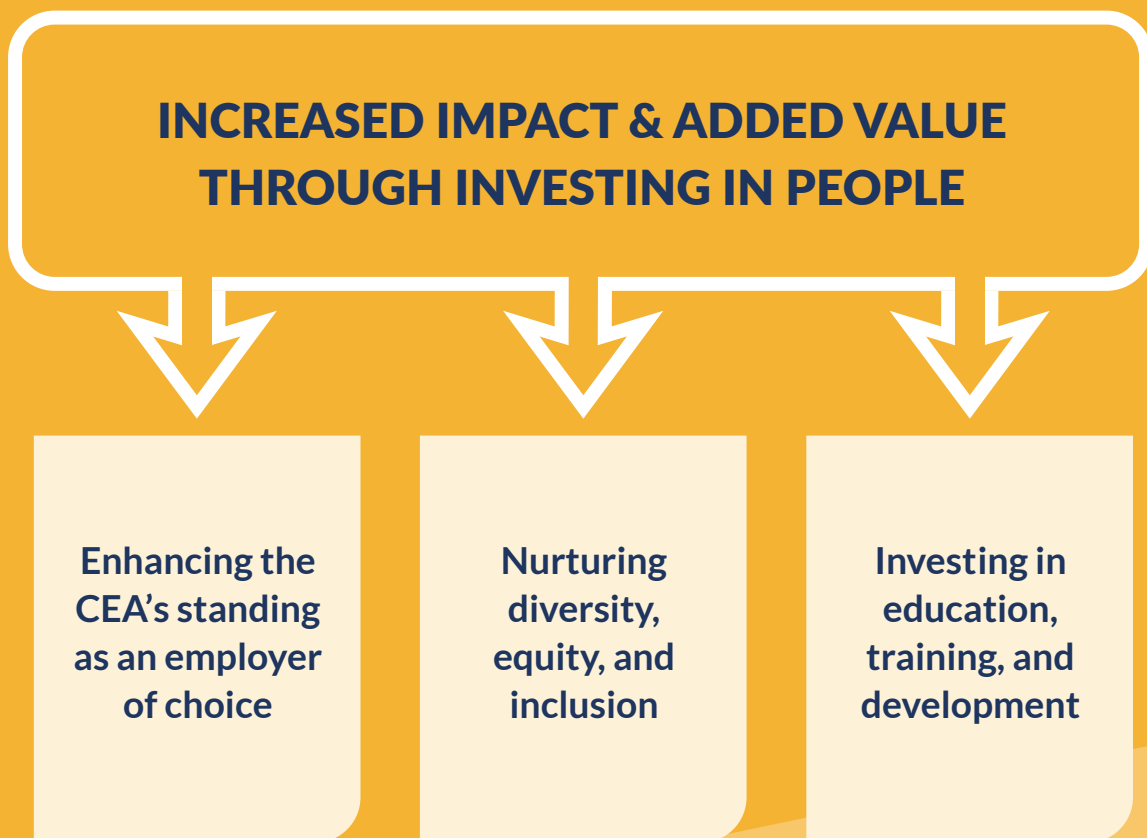 INCREASED IMPACT & ADDED VALUE
THROUGH INVESTING IN PEOPLE
Enhancing the
CEA’s standing
as an employer
of choice
Nurturing
diversity,
equity, and
inclusion
Investing in
education,
training, and
development